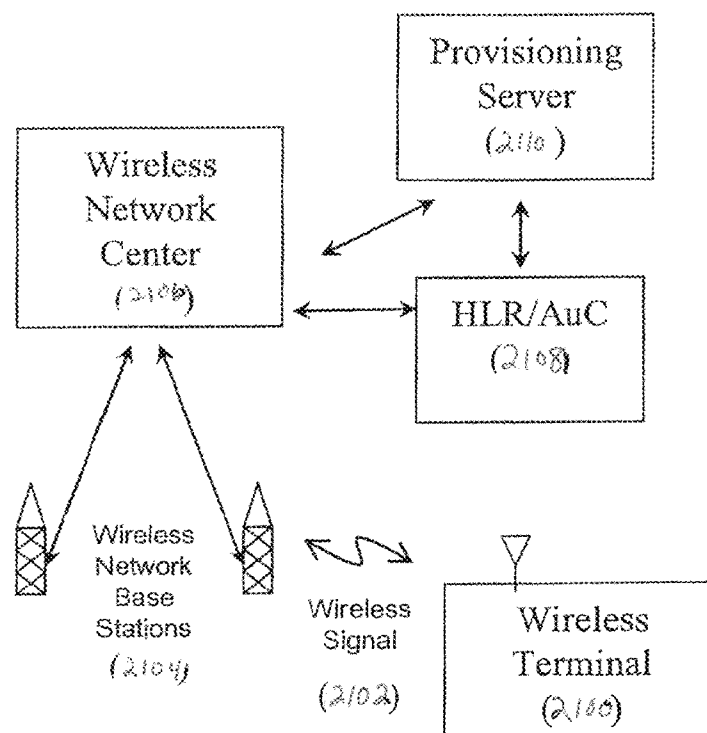 Provisioning
Server
(2110)
Wireless
Network
Center
(2106)
HLR/AuC
(2108)
Wireless
Network
Base
Stations
(2104)
Wireless
Signal
(2102)
Wireless
Terminal
(2100)